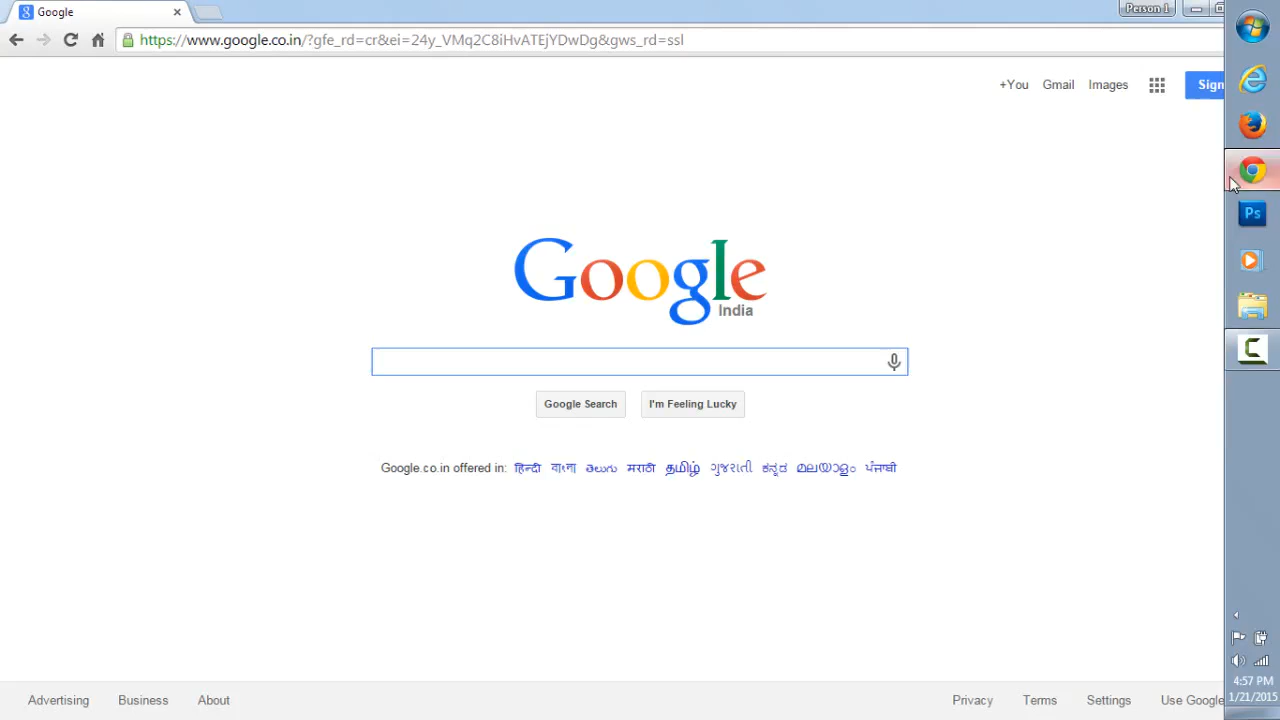 Google
Person 1
https://www.google.co.in/?gfe_rd=cr&ei=24y_VMq2C8iHvATEjYDwDg&gws_rd=ssl
+You Gmail Images Sign
Google
India
Google Search I'm Feeling Lucky
Google.co.in offered in: हिन्दी বাংলা తెలుగు मराठी தமிழ் ગુજરાતી ಕನ್ನಡ മലയാളം ਪੰਜਾਬੀ
Advertising Business About Privacy Terms Settings Use Google
Ps
4:57 PM
1/21/2015